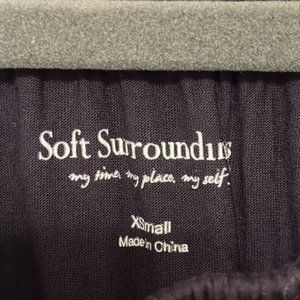 Soft Surroundings
my time, my place, my self.
XSmall
Made in China